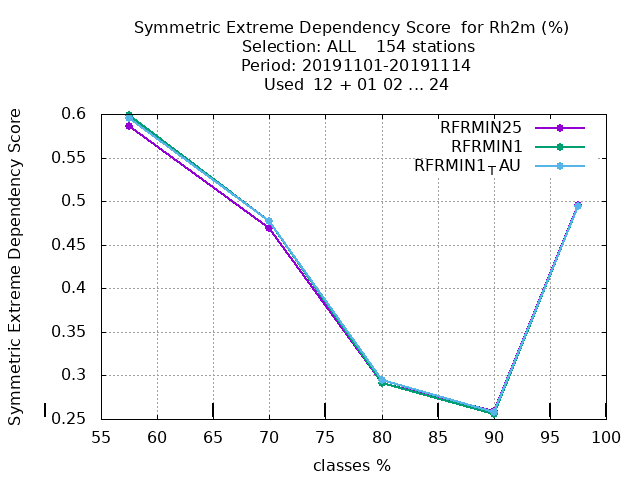 Symmetric Extreme Dependency Score for Rh2m (%)
Selection: ALL 154 stations
Period: 20191101-20191114
Used 12 + 01 02 ... 24
Symmetric Extreme Dependency Score
0.6
0.55
0.5
0.45
0.4
0.35
0.3
0.25
RFRMIN25
RFRMIN1
RFRMIN1TAU
55 60 65 70 75 80 85 90 95 100
classes %